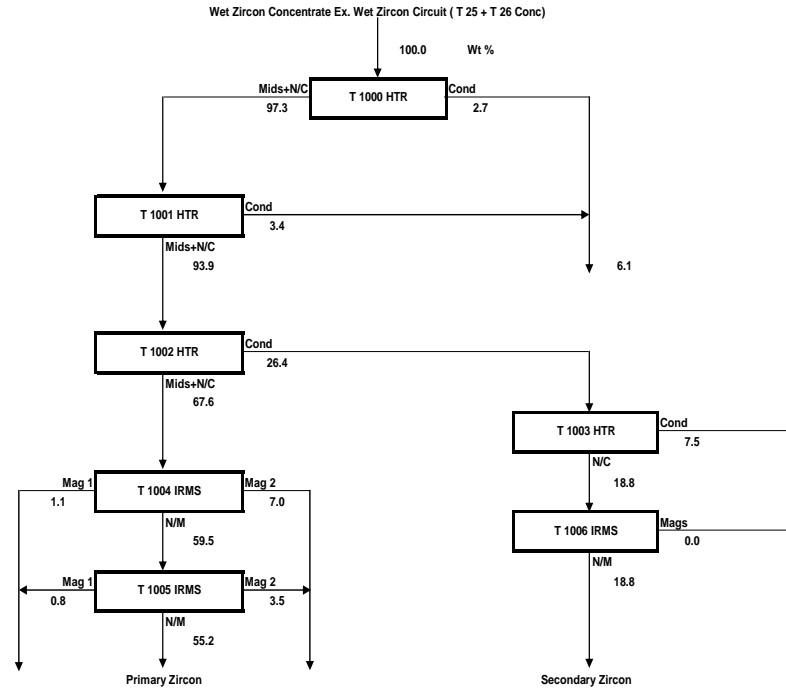 Wet Zircon Concentrate Ex. Wet Zircon Circuit ( T 25 + T 26 Conc)
100.0 Wt %
Mids+N/C T 1000 HTR Cond
97.3 2.7
T 1001 HTR Cond
3.4
Mids+N/C
93.9 6.1
T 1002 HTR Cond
26.4
Mids+N/C
67.6
T 1003 HTR Cond
7.5
N/C
18.8
Mag 1 T 1004 IRMS Mag 2
1.1 7.0
N/M
59.5
T 1006 IRMS Mags
0.0
N/M
18.8
Mag 1 T 1005 IRMS Mag 2
0.8 3.5
N/M
55.2
Primary Zircon Secondary Zircon